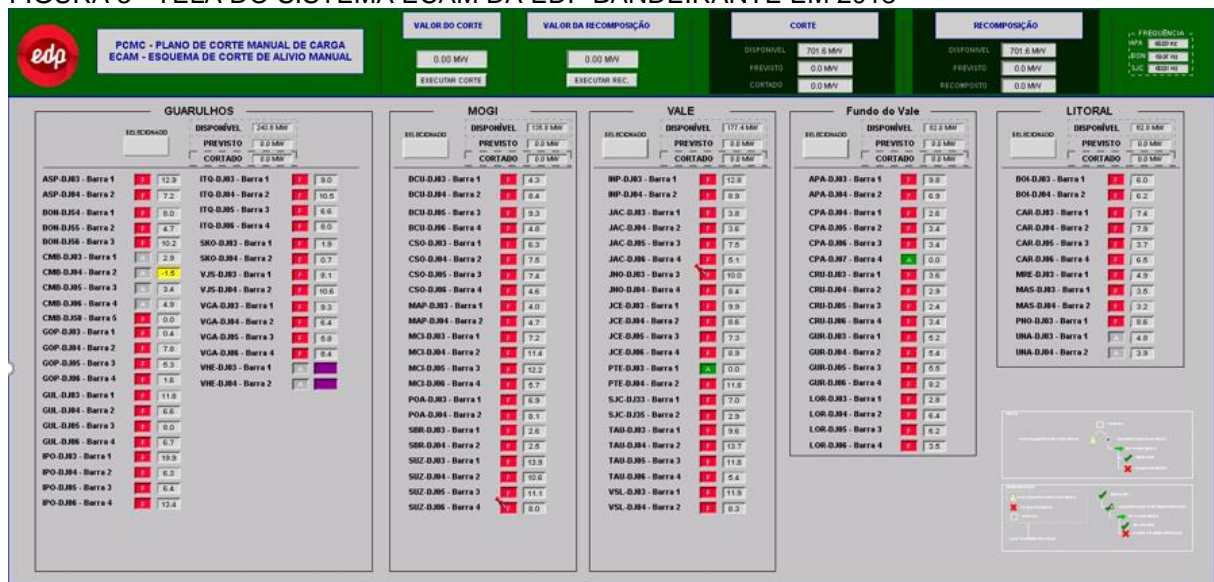 FIGURA 8 - TELA DO SISTEMA ECAM DA EDP BANDEIRANTE EM 2015
edp
PCMC - PLANO DE CORTE MANUAL DE CARGA
ECAM - ESQUEMA DE CORTE DE ALIVIO MANUAL
VALOR DO CORTE
0.00 MW
EXECUTAR CORTE
VALOR DA RECOMPOSIÇÃO
0.00 MW
EXECUTAR REC.
CORTE
DISPONIVEL 701.6 MW
PREVISTO 0.0 MW
CORTADO 0.0 MW
RECOMPOSIÇÃO
DISPONIVEL 701.6 MW
PREVISTO 0.0 MW
RECOMPOSTO 0.0 MW
FREQUÊNCIA
GUARULHOS
SELECIONADO
DISPONÍVEL 243.8 MW
PREVISTO 0.0 MW
CORTADO 0.0 MW
ASP-DJ03 - Barra 1 F 12.9
ASP-DJ04 - Barra 2 F 7.2
BON-DJ54 - Barra 1 F 8.0
BON-DJ55 - Barra 2 F 4.7
BON-DJ56 - Barra 3 F 10.2
CMB-DJ03 - Barra 1 A 2.9
CMB-DJ04 - Barra 2 A -1.5
CMB-DJ05 - Barra 3 A 3.4
CMB-DJ06 - Barra 4 A 4.9
CMB-DJ50 - Barra 5 F 0.0
GOP-DJ03 - Barra 1 F 0.4
GOP-DJ04 - Barra 2 F 7.8
GOP-DJ05 - Barra 3 F 5.3
GOP-DJ06 - Barra 4 F 1.6
GUL-DJ03 - Barra 1 F 11.8
GUL-DJ04 - Barra 2 F 6.6
GUL-DJ05 - Barra 3 F 8.0
GUL-DJ06 - Barra 4 F 6.7
IPO-DJ03 - Barra 1 F 19.9
IPO-DJ04 - Barra 2 F 6.3
IPO-DJ05 - Barra 3 F 6.4
IPO-DJ06 - Barra 4 F 13.4
ITQ-DJ03 - Barra 1 F 9.0
ITQ-DJ04 - Barra 2 F 10.5
ITQ-DJ05 - Barra 3 F 6.6
ITQ-DJ06 - Barra 4 F 8.0
SKO-DJ03 - Barra 1 F 1.9
SKO-DJ04 - Barra 2 F 0.7
VJS-DJ03 - Barra 1 F 8.1
VJS-DJ04 - Barra 2 F 10.6
VGA-DJ03 - Barra 1 F 9.3
VGA-DJ04 - Barra 2 F 5.4
VGA-DJ05 - Barra 3 F 5.8
VGA-DJ06 - Barra 4 F 8.4
VHE-DJ03 - Barra 1 A
VHE-DJ04 - Barra 2 A
MOGI
SELECIONADO
DISPONÍVEL 135.8 MW
PREVISTO 0.0 MW
CORTADO 0.0 MW
BCU-DJ03 - Barra 1 F 4.3
BCU-DJ04 - Barra 2 F 8.4
BCU-DJ05 - Barra 3 F 9.3
BCU-DJ06 - Barra 4 F 4.8
CSO-DJ03 - Barra 1 F 6.3
CSO-DJ04 - Barra 2 F 7.5
CSO-DJ05 - Barra 3 F 7.4
CSO-DJ06 - Barra 4 F 4.6
MAP-DJ03 - Barra 1 F 4.0
MAP-DJ04 - Barra 2 F 4.7
MCI-DJ03 - Barra 1 F 7.2
MCI-DJ04 - Barra 2 F 11.4
MCI-DJ05 - Barra 3 F 12.2
MCI-DJ06 - Barra 4 F 5.7
POA-DJ03 - Barra 1 F 6.9
POA-DJ04 - Barra 2 F 8.1
SBR-DJ03 - Barra 1 F 2.6
SBR-DJ04 - Barra 2 F 2.5
SUZ-DJ03 - Barra 1 F 13.9
SUZ-DJ04 - Barra 2 F 10.6
SUZ-DJ05 - Barra 3 F 11.1
SUZ-DJ06 - Barra 4 F 8.0
VALE
SELECIONADO
DISPONÍVEL 177.4 MW
PREVISTO 0.0 MW
CORTADO 0.0 MW
INP-DJ03 - Barra 1 F 12.8
INP-DJ04 - Barra 2 F 8.9
JAC-DJ03 - Barra 1 F 3.8
JAC-DJ04 - Barra 2 F 3.6
JAC-DJ05 - Barra 3 F 7.5
JAC-DJ06 - Barra 4 F 5.1
JHO-DJ03 - Barra 3 F 10.0
JHO-DJ04 - Barra 4 F 8.4
JCE-DJ03 - Barra 1 F 9.9
JCE-DJ04 - Barra 2 F 8.6
JCE-DJ05 - Barra 3 F 7.3
JCE-DJ06 - Barra 4 F 8.9
PTE-DJ03 - Barra 1 A 0.0
PTE-DJ04 - Barra 2 F 11.8
SJC-DJ33 - Barra 1 F 7.0
SJC-DJ35 - Barra 2 F 2.9
TAU-DJ03 - Barra 1 F 9.6
TAU-DJ04 - Barra 2 F 13.7
TAU-DJ05 - Barra 3 F 11.8
TAU-DJ06 - Barra 4 F 5.4
VSL-DJ03 - Barra 1 F 11.9
VSL-DJ04 - Barra 2 F 8.3
Fundo do Vale
SELECIONADO
DISPONÍVEL 82.8 MW
PREVISTO 0.0 MW
CORTADO 0.0 MW
APA-DJ03 - Barra 1 F 9.8
APA-DJ04 - Barra 2 F 6.9
CPA-DJ04 - Barra 1 F 2.6
CPA-DJ05 - Barra 2 F 3.4
CPA-DJ06 - Barra 3 F 3.4
CPA-DJ07 - Barra 4 A 0.0
CRU-DJ03 - Barra 1 F 3.6
CRU-DJ04 - Barra 2 F 2.9
CRU-DJ05 - Barra 3 F 2.4
CRU-DJ06 - Barra 4 F 3.4
GUR-DJ03 - Barra 1 F 5.2
GUR-DJ04 - Barra 2 F 5.4
GUR-DJ05 - Barra 3 F 5.5
GUR-DJ06 - Barra 4 F 9.2
LOR-DJ03 - Barra 1 F 2.8
LOR-DJ04 - Barra 2 F 6.4
LOR-DJ05 - Barra 3 F 6.2
LOR-DJ06 - Barra 4 F 3.5
LITORAL
SELECIONADO
DISPONÍVEL 62.8 MW
PREVISTO 0.0 MW
CORTADO 0.0 MW
BOI-DJ03 - Barra 1 F 6.0
BOI-DJ04 - Barra 2 F 6.2
CAR-DJ03 - Barra 1 F 7.4
CAR-DJ04 - Barra 2 F 7.9
CAR-DJ05 - Barra 3 F 3.7
CAR-DJ06 - Barra 4 F 6.5
MRE-DJ03 - Barra 1 F 4.9
MAS-DJ03 - Barra 1 F 3.5
MAS-DJ04 - Barra 2 F 3.2
PHO-DJ03 - Barra 1 F 8.6
UNA-DJ03 - Barra 1 A 4.8
UNA-DJ04 - Barra 2 A 3.9